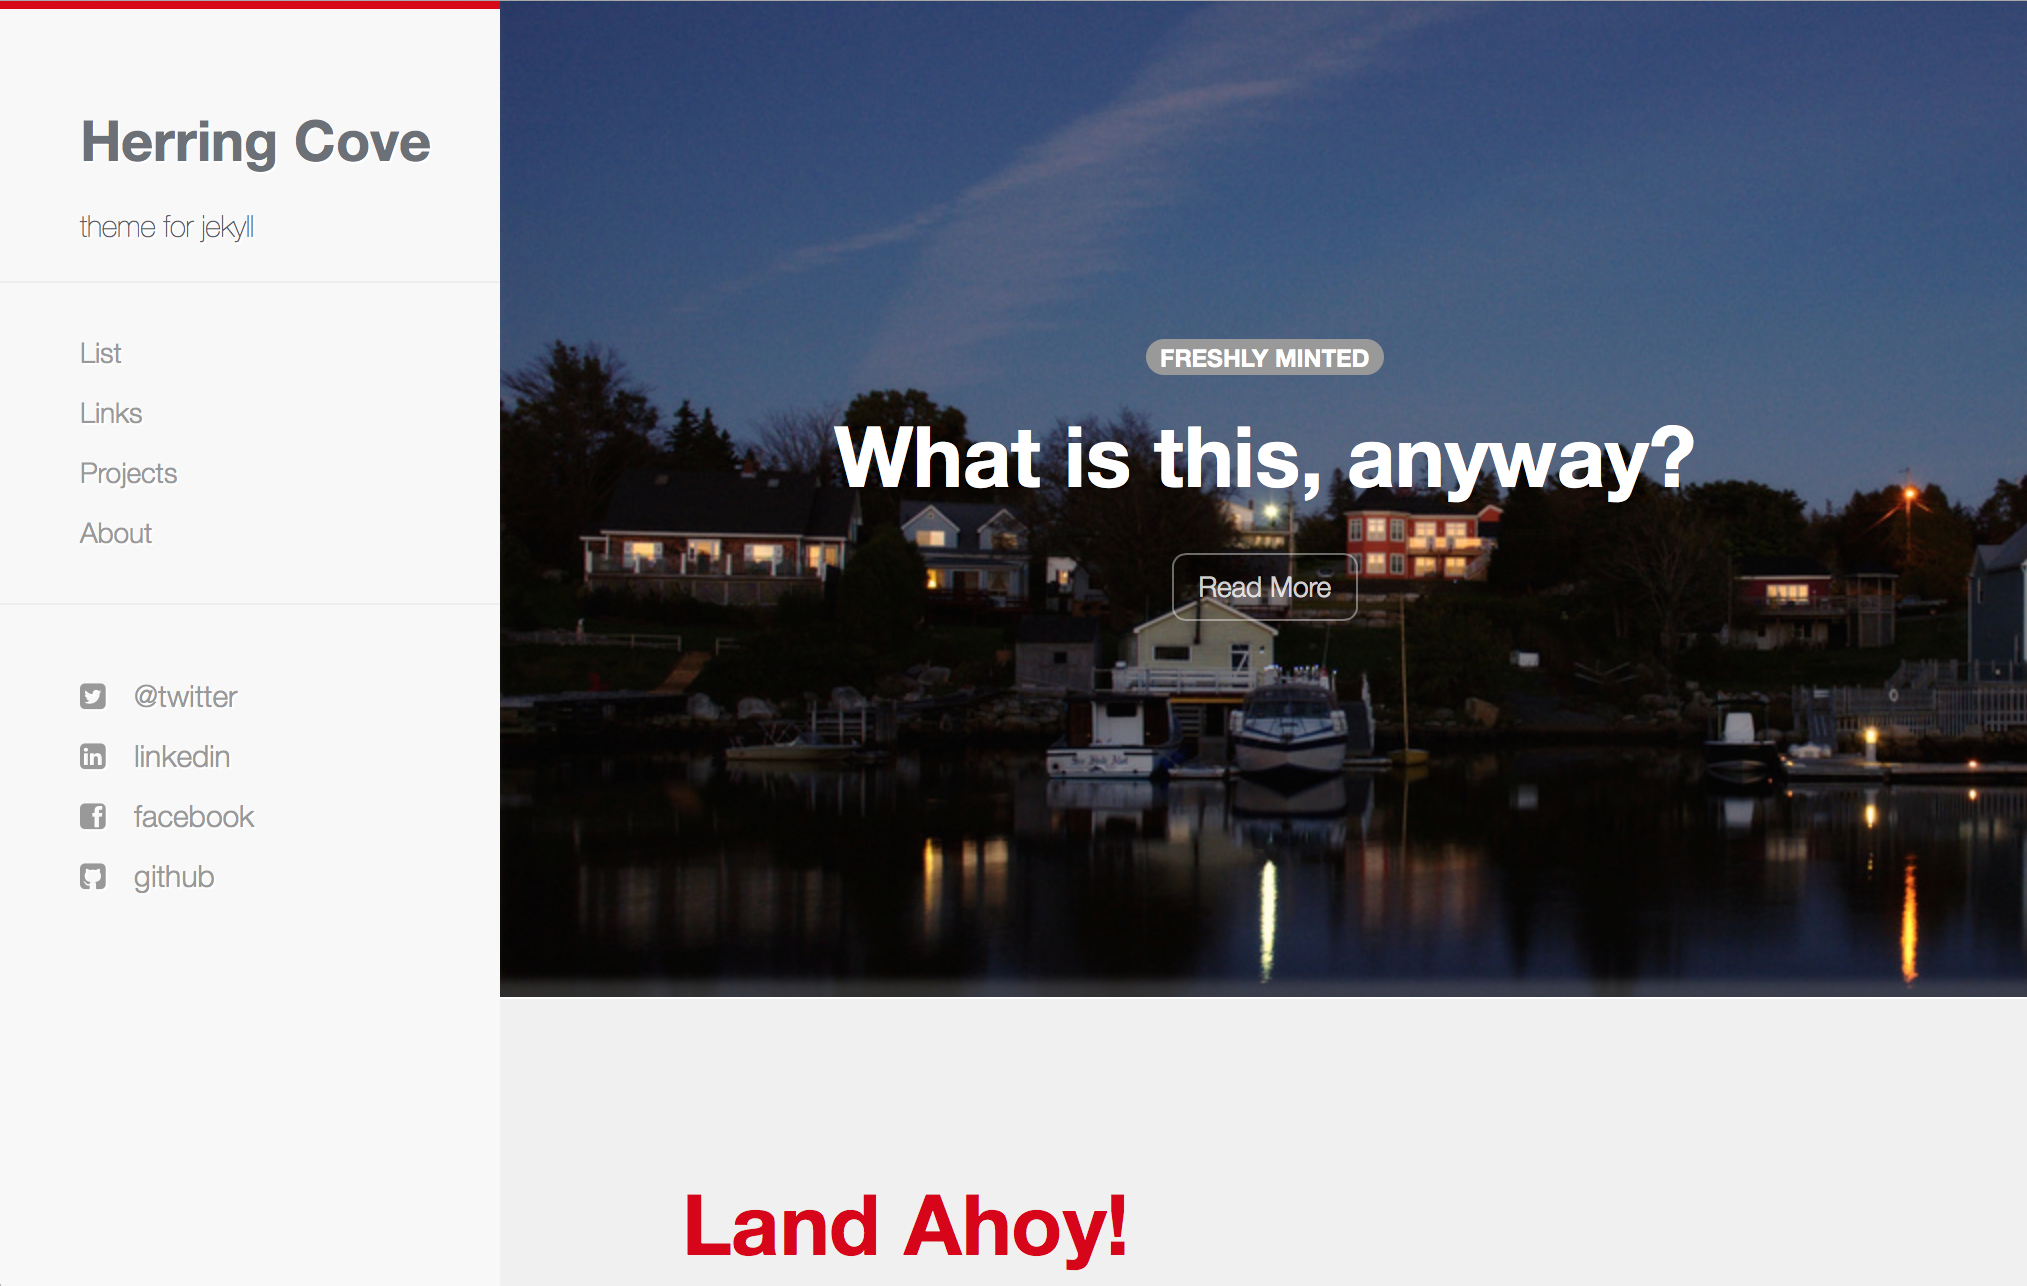 Herring Cove
theme for jekyll
List
Links
Projects
About
@twitter
linkedin
facebook
github
FRESHLY MINTED
What is this, anyway?
Read More
Land Ahoy!